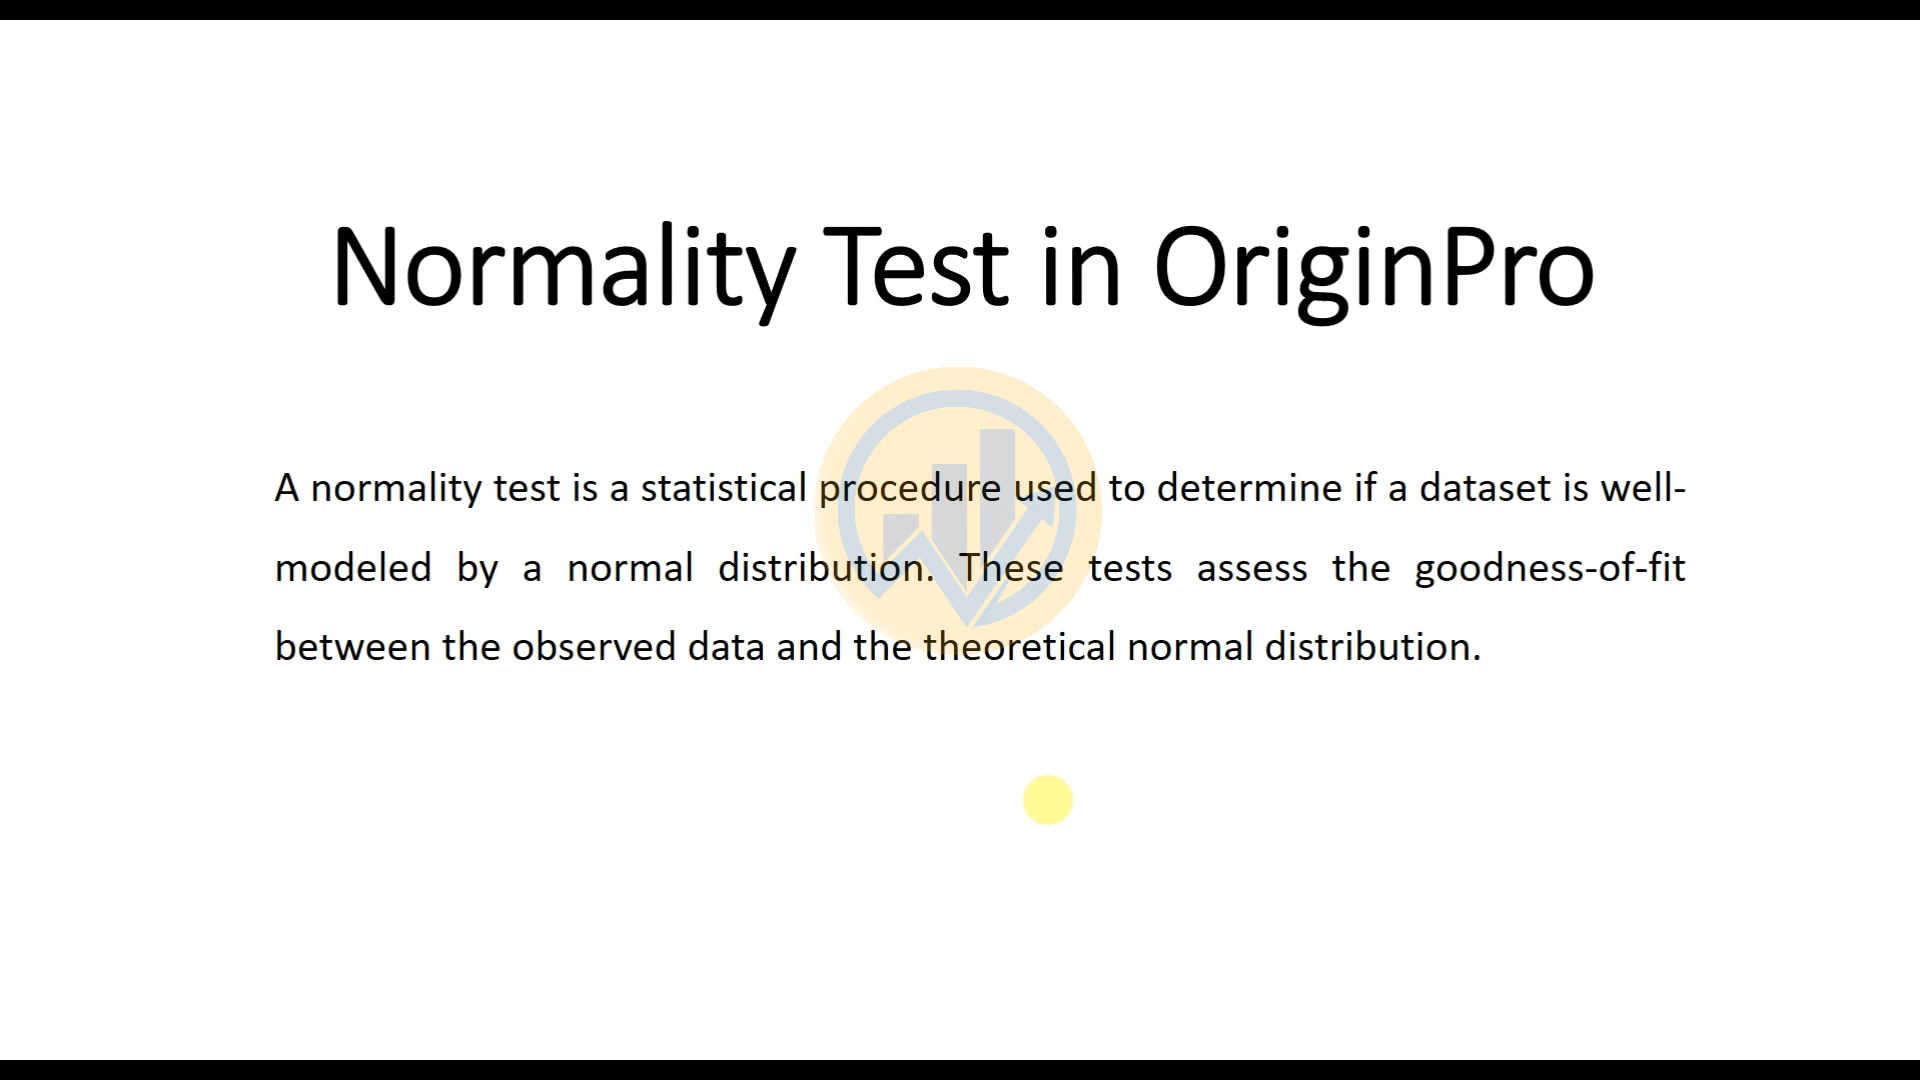 Normality Test in OriginPro
A normality test is a statistical procedure used to determine if a dataset is well-
modeled by a normal distribution. These tests assess the goodness-of-fit
between the observed data and the theoretical normal distribution.